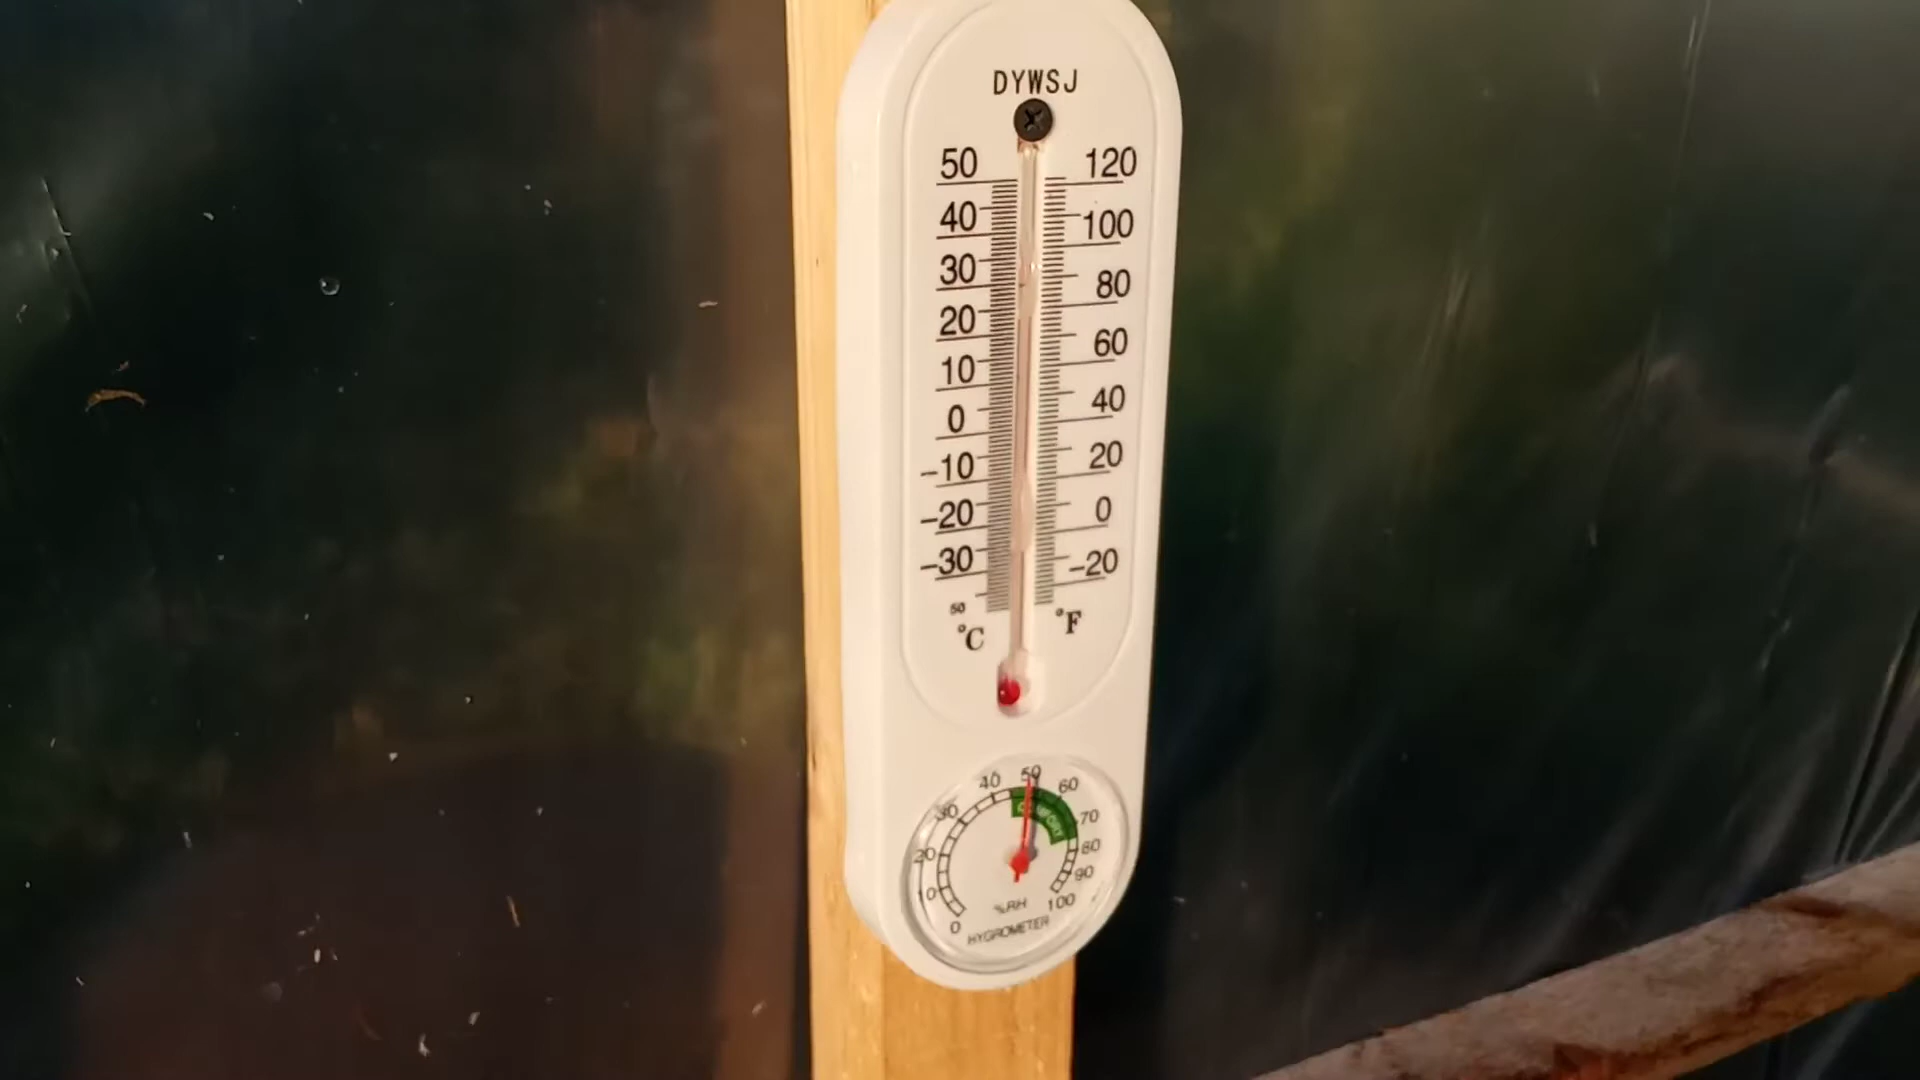 DYWSJ
50 120
40 100
30 80
20 60
10 40
0 20
-10 0
-20 -20
-30
50
°C °F
0 10 20 30 40 50 60 70 80 90 100
%RH
HYGROMETER